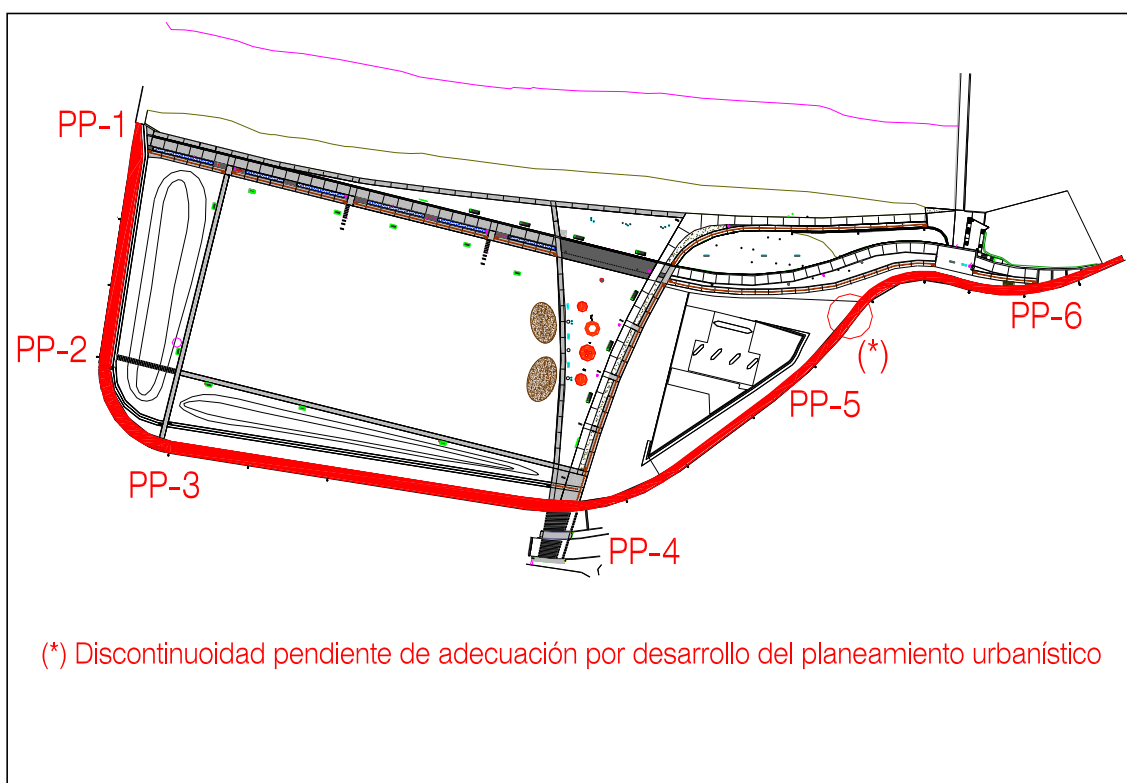 PP-1
PP-2
PP-3
PP-4
PP-5
PP-6
(*)
(*) Discontinuoidad pendiente de adecuación por desarrollo del planeamiento urbanístico